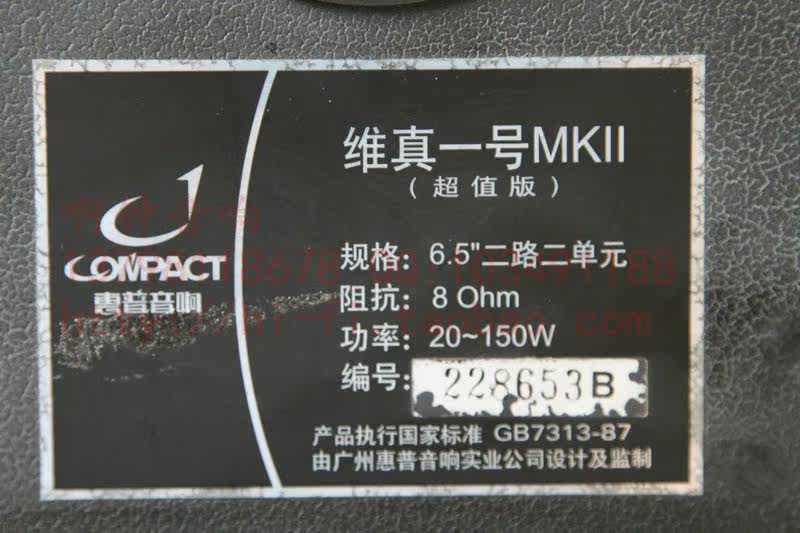 维真一号MKII
(超值版)
COMPACT
惠普音响
规格: 6.5"二路二单元
阻抗: 8 Ohm
功率: 20~150W
编号: 228653B
产品执行国家标准 GB7313-87
由广州惠普音响实业公司设计及监制